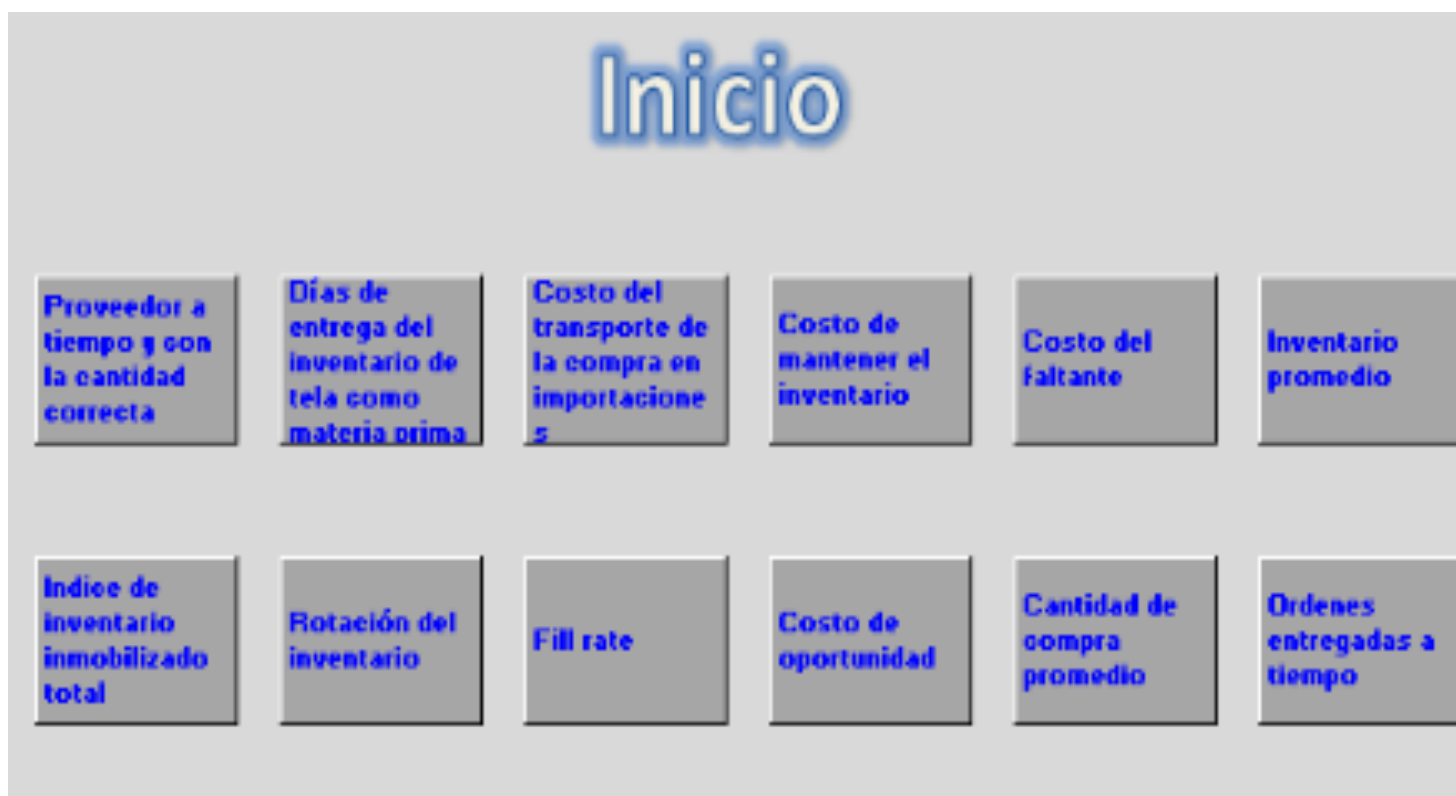 Inicio
Proveedor a
tiempo y con
la cantidad
correcta
Días de
entrega del
inventario de
tela como
materia prima
Costo del
transporte de
la compra en
importacione
s
Costo de
mantener el
inventario
Costo del
faltante
Inventario
promedio
Indice de
inventario
inmobilizado
total
Rotación del
inventario
Fill rate
Costo de
oportunidad
Cantidad de
compra
promedio
Ordenes
entregadas a
tiempo